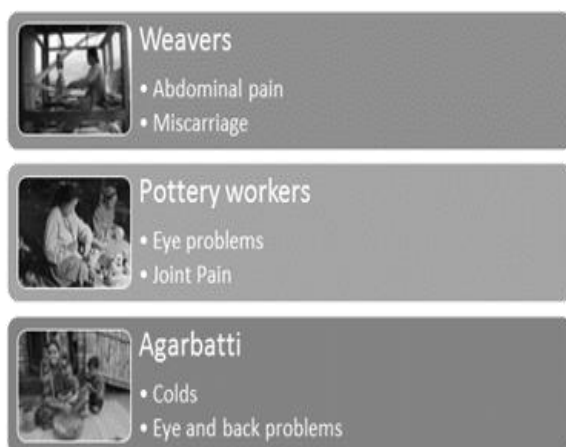 Weavers
• Abdominal pain
• Miscarriage
Pottery workers
• Eye problems
• Joint Pain
Agarbatti
• Colds
• Eye and back problems